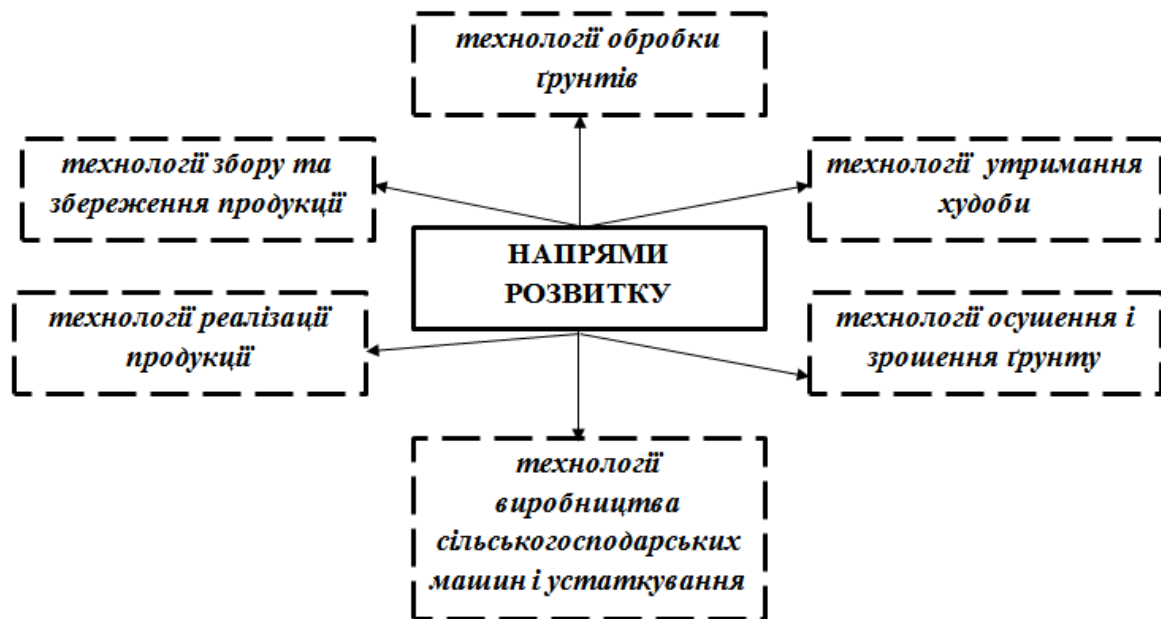 технології обробки
ґрунтів
технології збору та
збереження продукції
технології утримання
худоби
НАПРЯМИ
РОЗВИТКУ
технології реалізації
продукції
технології осушення і
зрошення ґрунту
технології
виробництва
сільськогосподарських
машин і устаткування